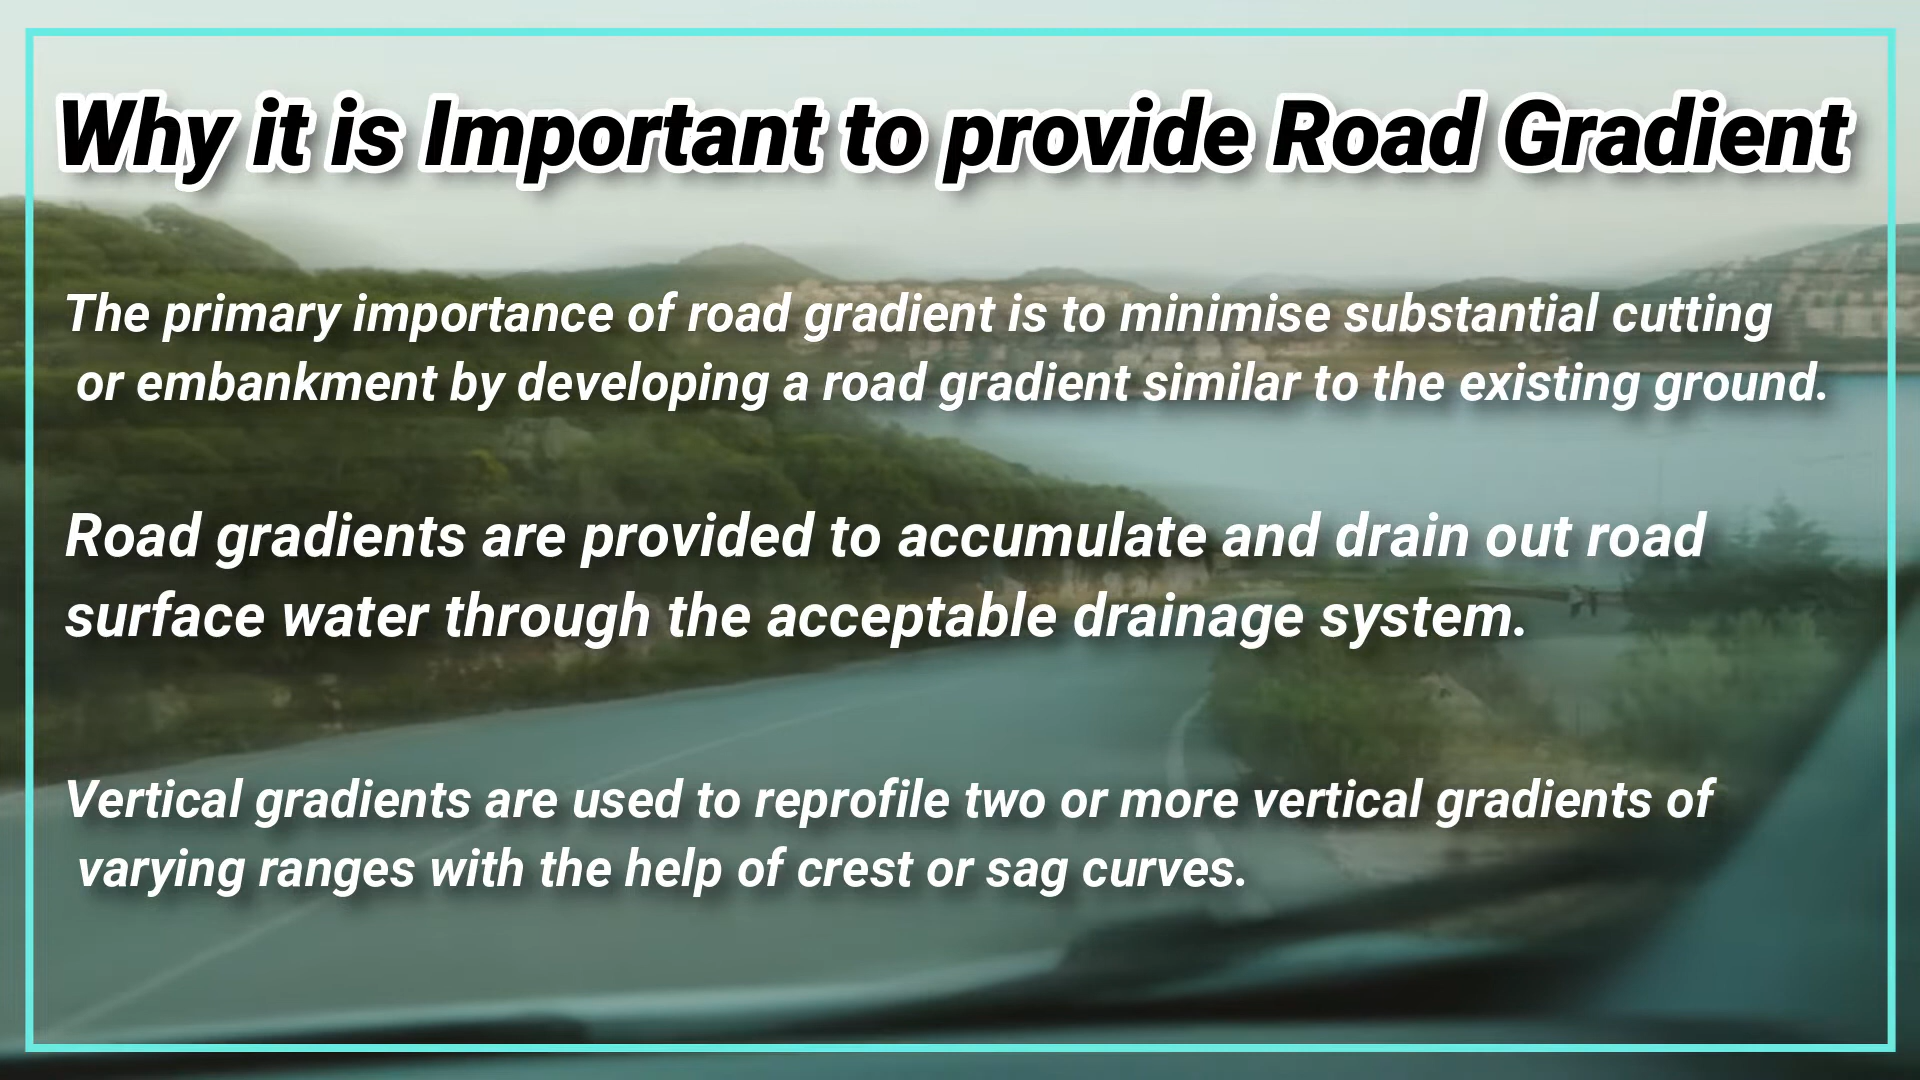 Why it is Important to provide Road Gradient
The primary importance of road gradient is to minimise substantial cutting
or embankment by developing a road gradient similar to the existing ground.
Road gradients are provided to accumulate and drain out road
surface water through the acceptable drainage system.
Vertical gradients are used to reprofile two or more vertical gradients of
varying ranges with the help of crest or sag curves.